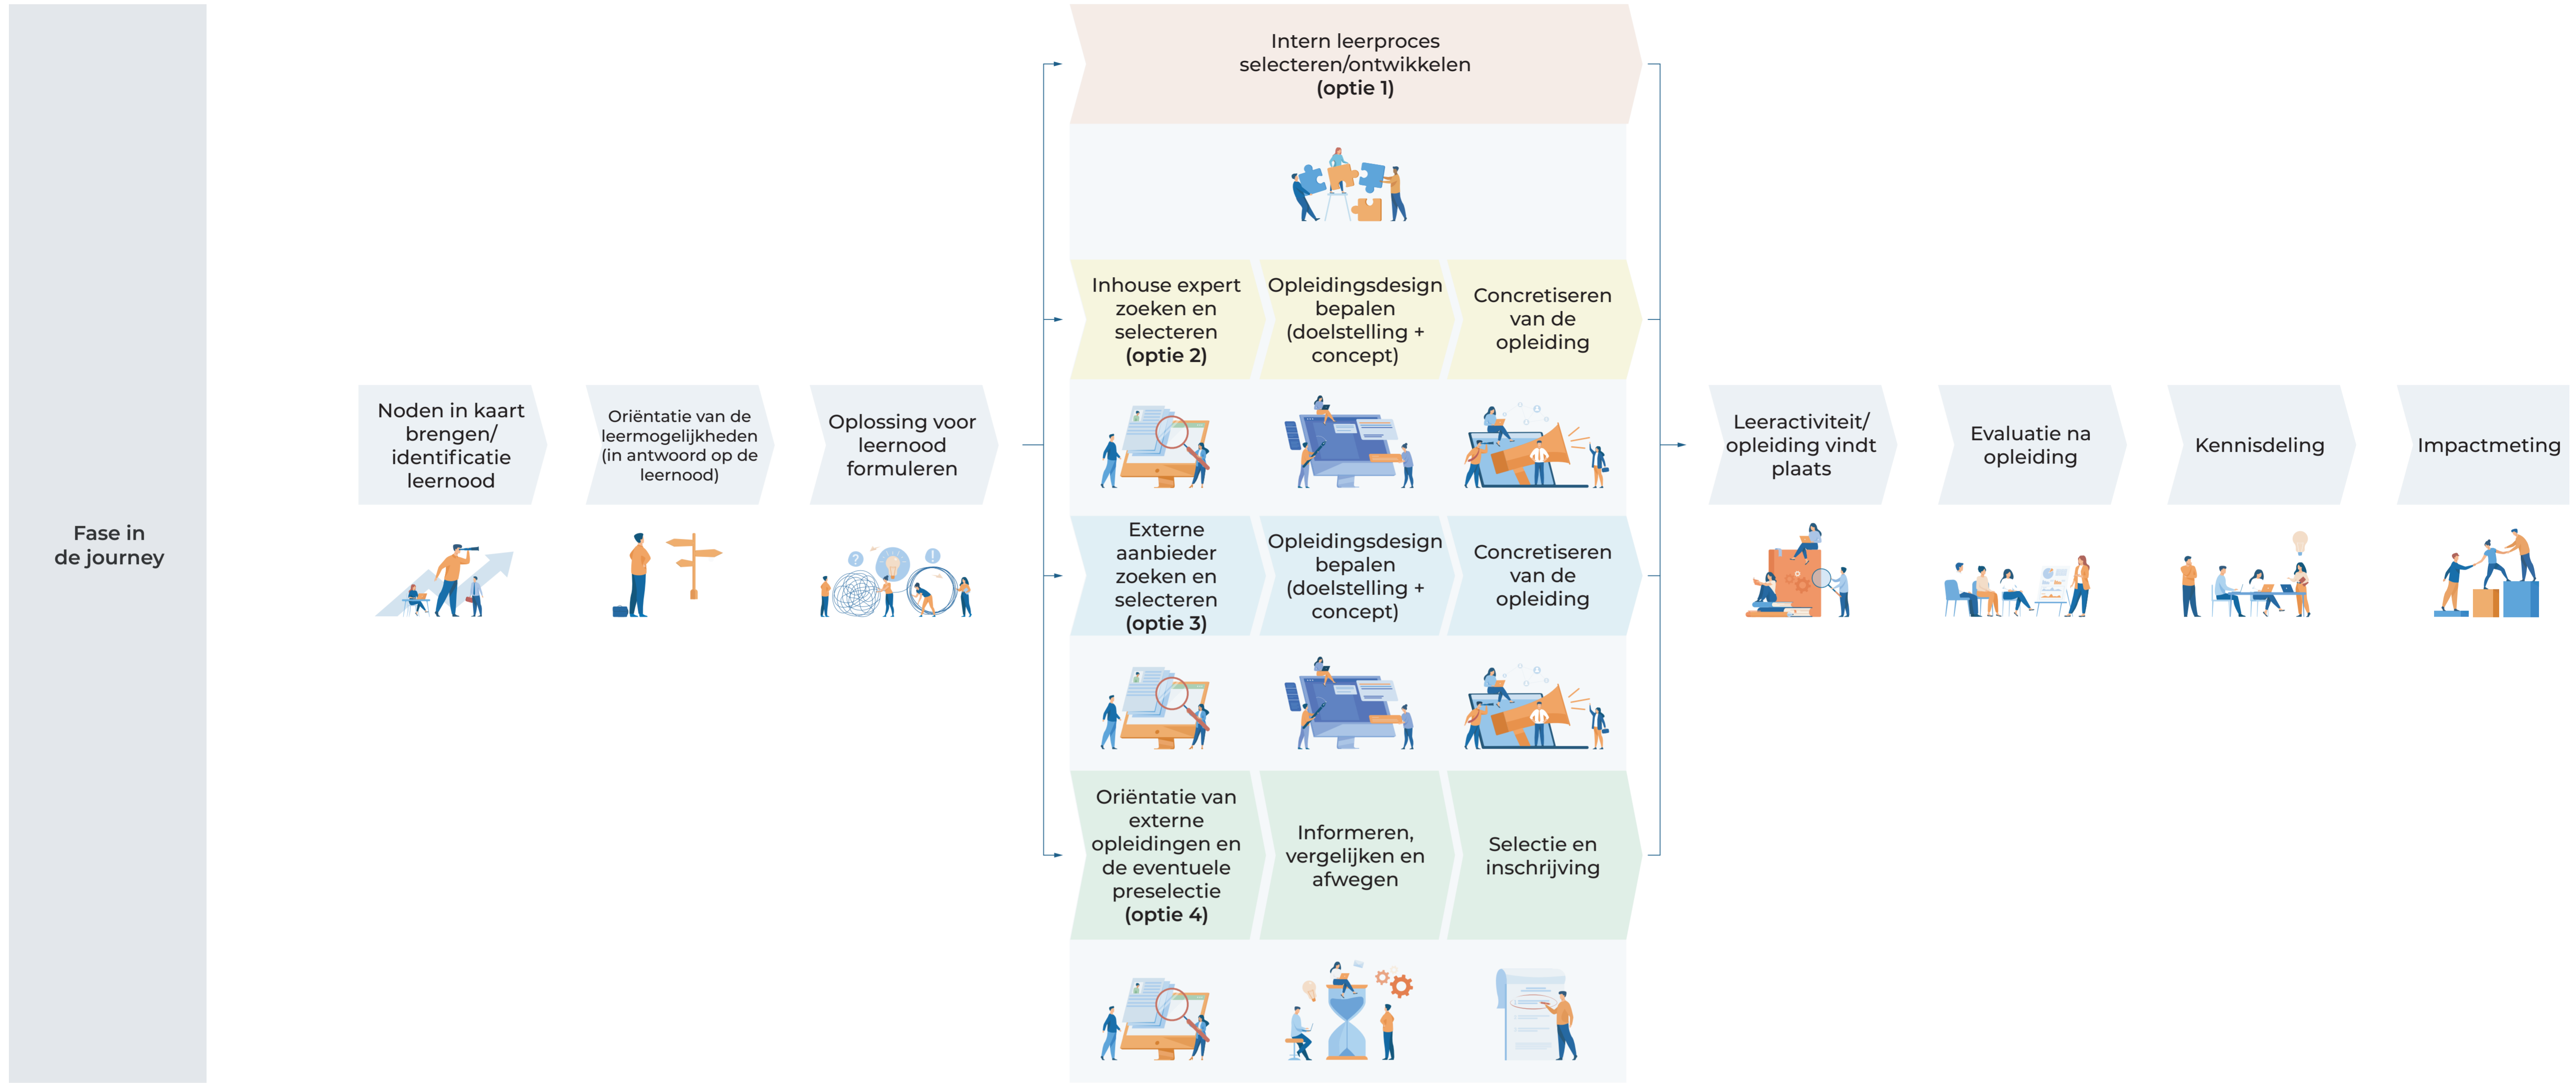 Fase in
de journey
Noden in kaart
brengen/
identificatie
leernood
Oriëntatie van de
leermogelijkheden
(in antwoord op de
leernood)
Oplossing voor
leernood
formuleren
Intern leerproces
selecteren/ontwikkelen
(optie 1)
Inhouse expert
zoeken en
selecteren
(optie 2)
Opleidingsdesign
bepalen
(doelstelling +
concept)
Concretiseren
van de
opleiding
Externe
aanbieder
zoeken en
selecteren
(optie 3)
Opleidingsdesign
bepalen
(doelstelling +
concept)
Concretiseren
van de
opleiding
Oriëntatie van
externe
opleidingen en
de eventuele
preselectie
(optie 4)
Informeren,
vergelijken en
afwegen
Selectie en
inschrijving
Leeractiviteit/
opleiding vindt
plaats
Evaluatie na
opleiding
Kennisdeling
Impactmeting